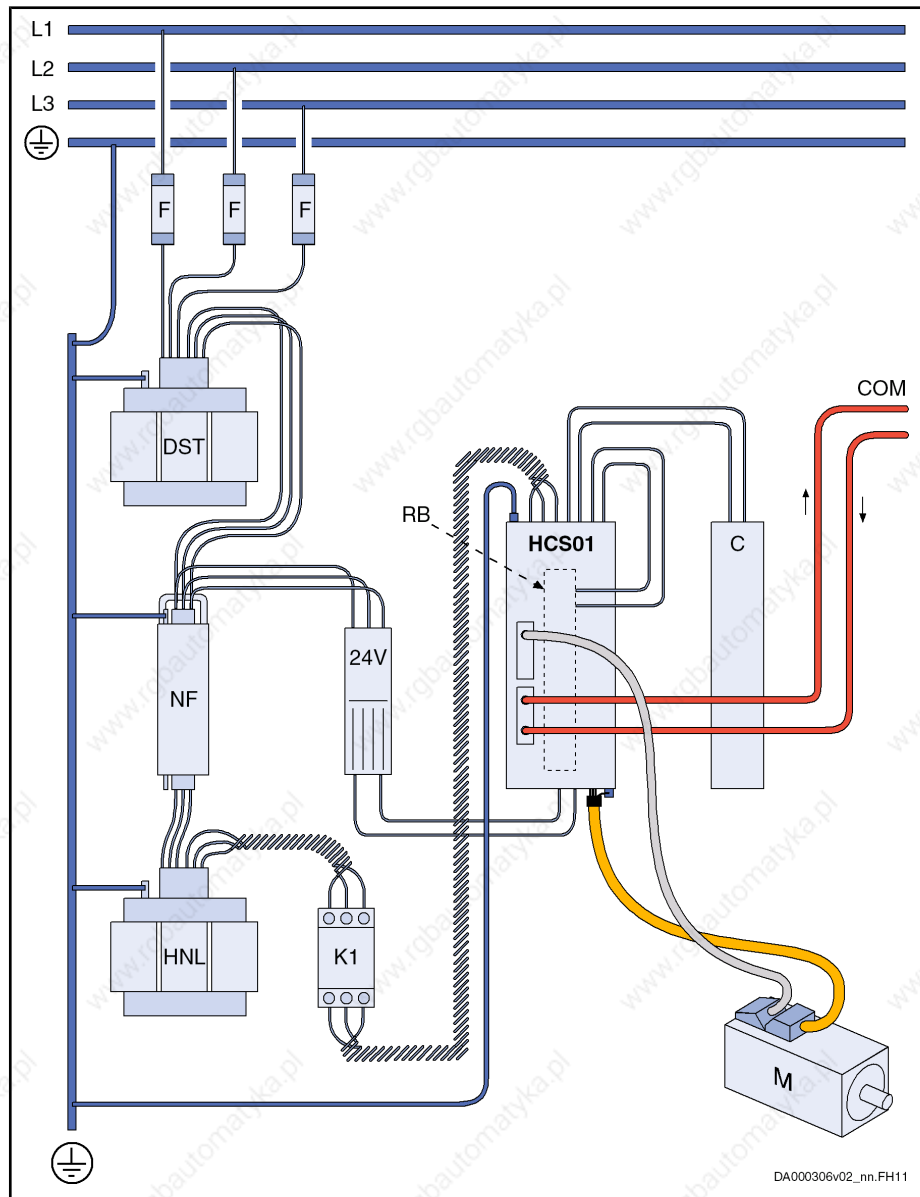 L1
L2
L3
F F F
COM
DST
RB
HCS01
C
24V
NF
HNL
K1
M
DA000306v02_nn.FH11
www.rgbautomatyka.pl